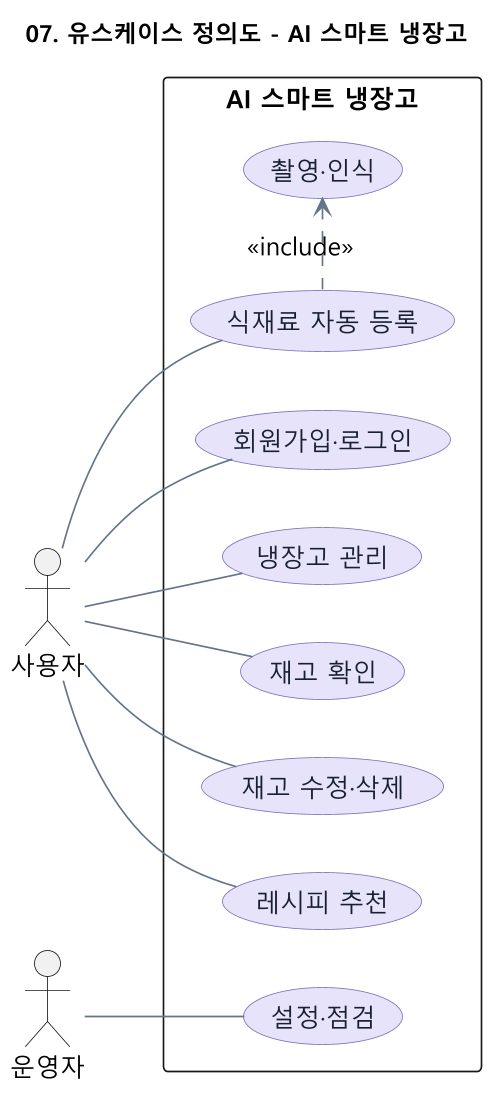 07. 유스케이스 정의도 - AI 스마트 냉장고
AI 스마트 냉장고
촬영·인식
«include»
식재료 자동 등록
회원가입·로그인
냉장고 관리
재고 확인
사용자
재고 수정·삭제
레시피 추천
설정·점검
운영자